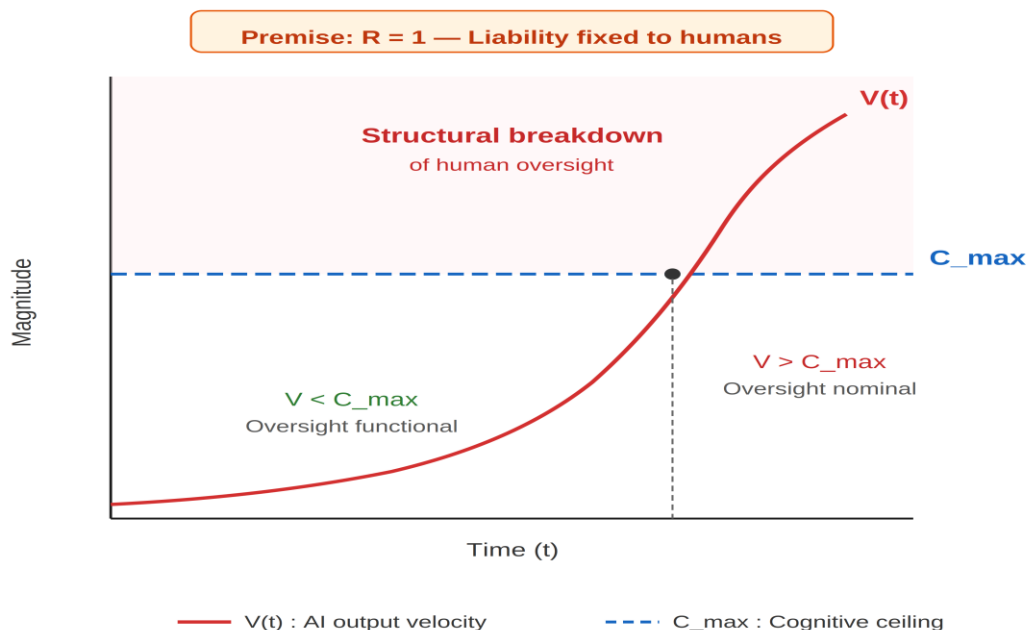 Premise: R = 1 — Liability fixed to humans
V(t)
Structural breakdown
of human oversight
C_max
Magnitude
V > C_max
Oversight nominal
V < C_max
Oversight functional
Time (t)
V(t) : AI output velocity
C_max : Cognitive ceiling